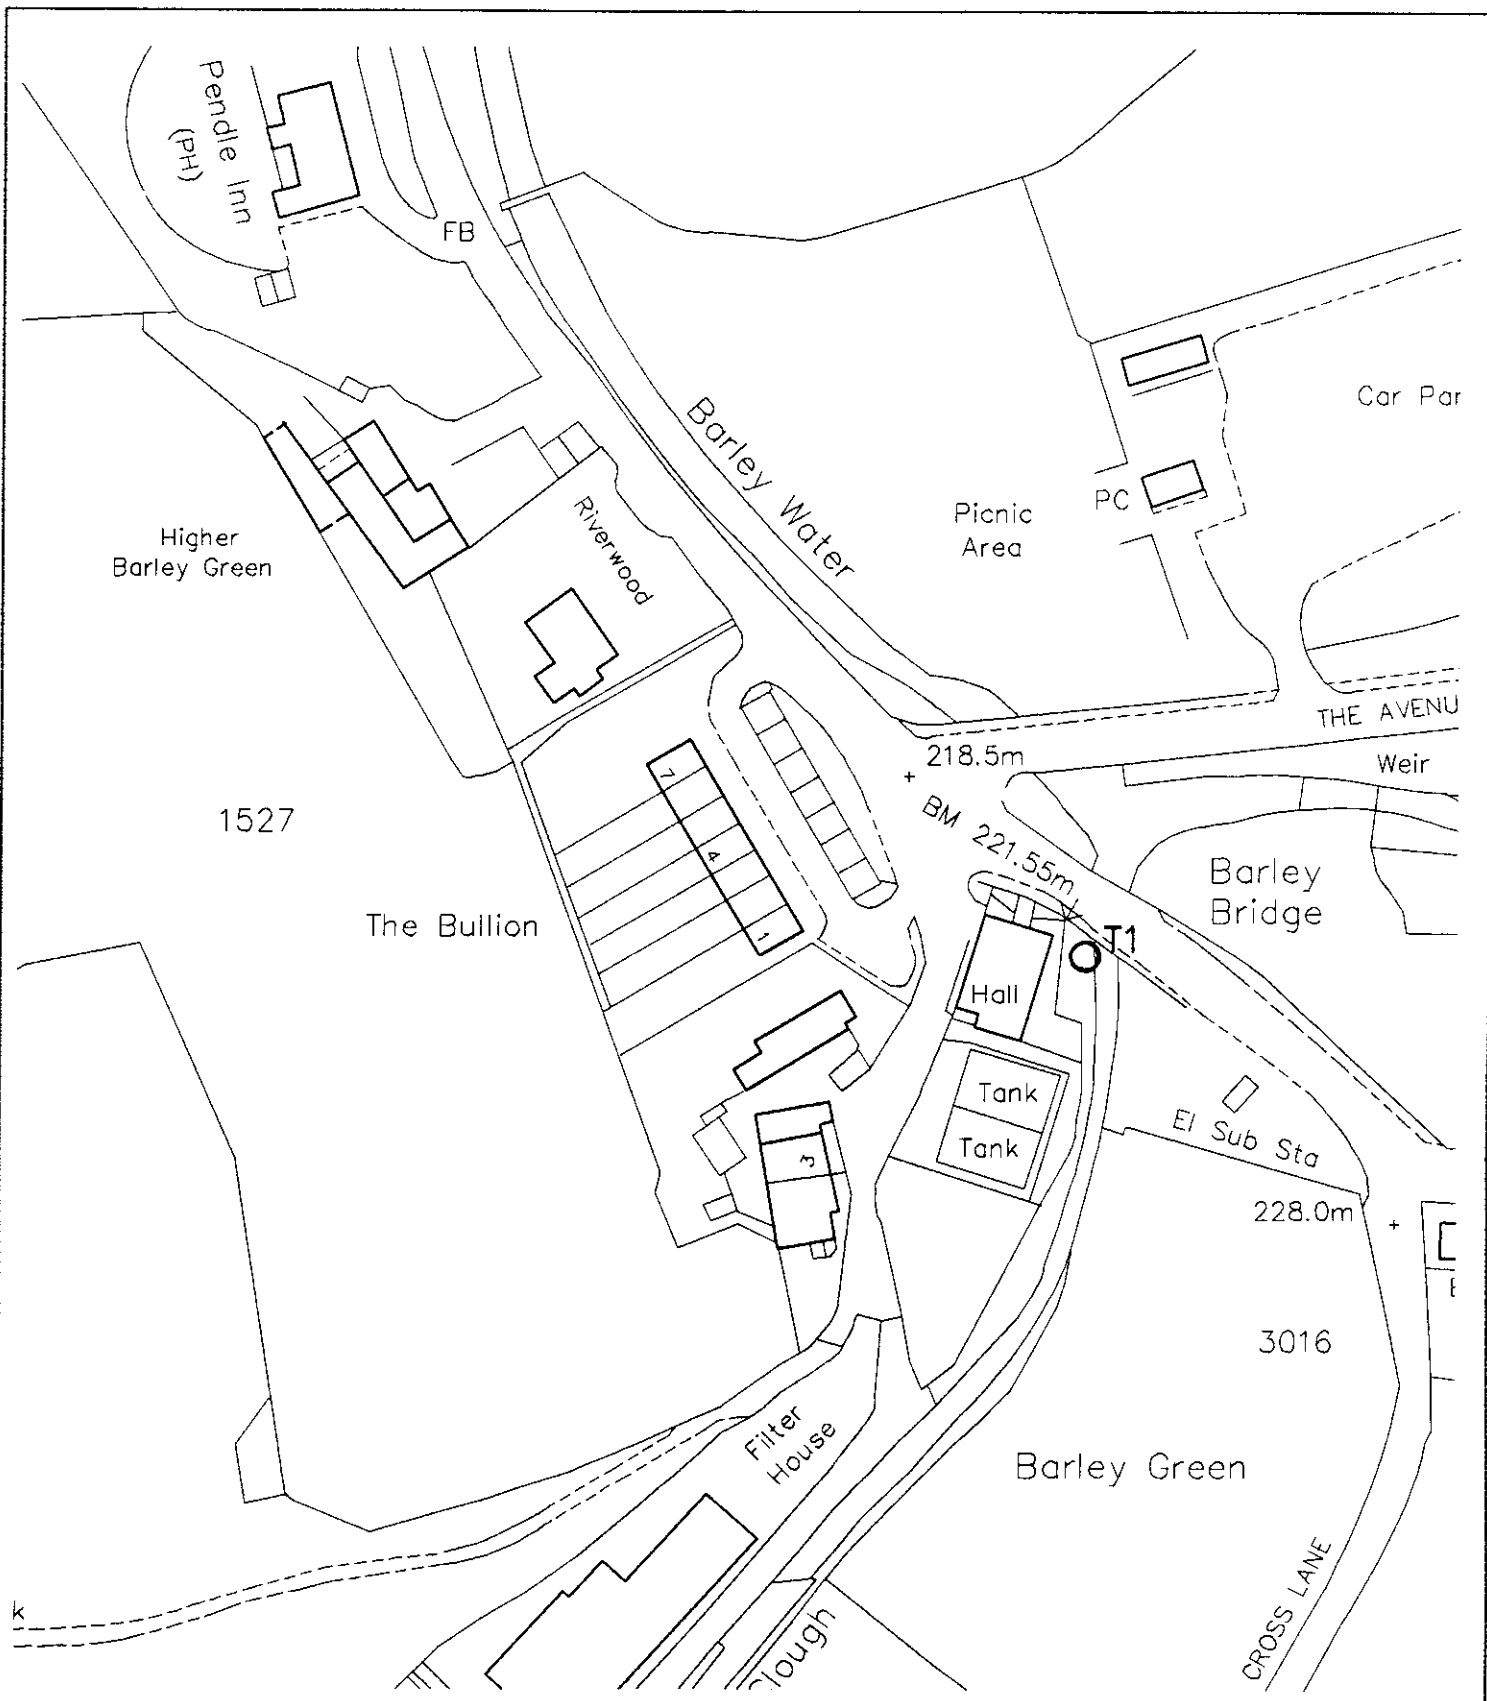 Pendle Inn
(PH)
FB
Car Par
Barley Water
PC
Picnic
Area
Riverwood
Higher
Barley Green
THE AVENU
218.5m
Weir
7
1527
BM 221.55m
4
Barley
Bridge
The Bullion
1
T1
Hall
Tank
El Sub Sta
Tank
3
228.0m
3016
Filter
House
Barley Green
CROSS LANE
k
Clough